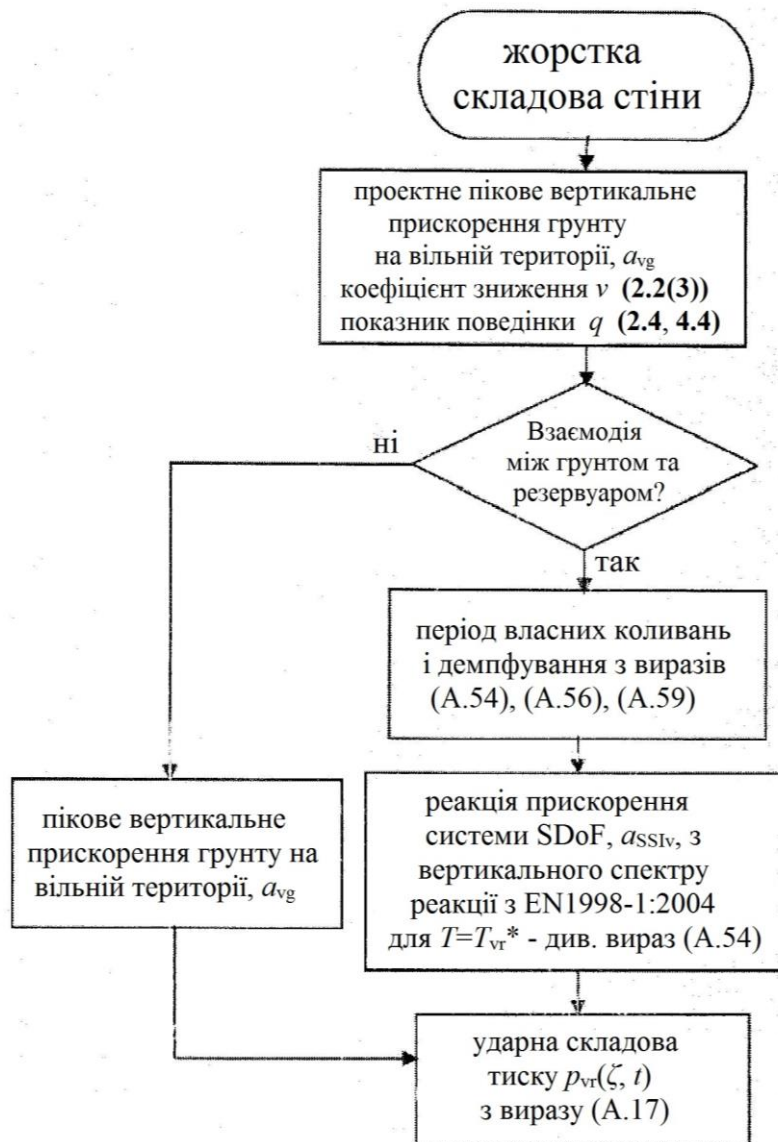 жорстка
складова стіни
проектне пікове вертикальне
прискорення грунту
на вільній території, aᵥg
коефіцієнт зниження ν (2.2(3))
показник поведінки q (2.4, 4.4)
Взаємодія
між грунтом та
резервуаром?
ні
так
період власних коливань
і демпфування з виразів
(А.54), (А.56), (А.59)
пікове вертикальне
прискорення грунту на
вільній території, aᵥg
реакція прискорення
системи SDoF, aSSIv, з
вертикального спектру
реакції з EN1998-1:2004
для T=Tvr* - див. вираз (А.54)
ударна складова
тиску pvr(ζ, t)
з виразу (А.17)